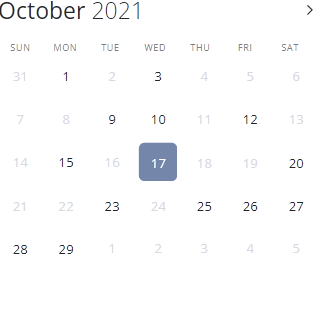 October 2021
SUN MON TUE WED THU FRI SAT
31 1 2 3 4 5 6
7 8 9 10 11 12 13
14 15 16 17 18 19 20
21 22 23 24 25 26 27
28 29 1 2 3 4 5